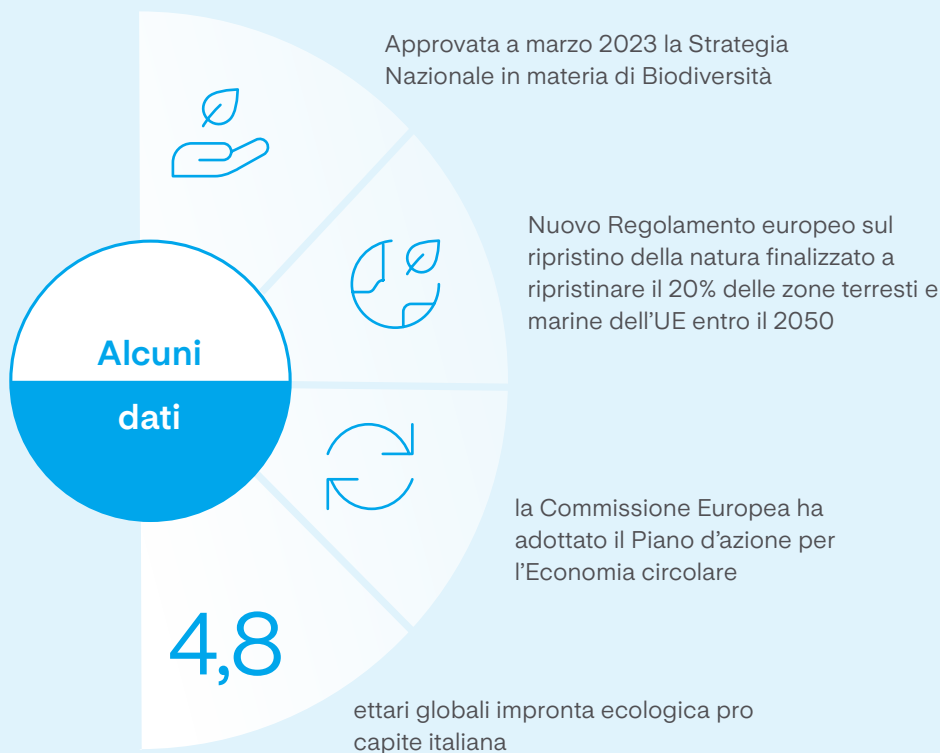 Approvata a marzo 2023 la Strategia
Nazionale in materia di Biodiversità
Nuovo Regolamento europeo sul
ripristino della natura finalizzato a
ripristinare il 20% delle zone terresti e
marine dell'UE entro il 2050
Alcuni
dati
la Commissione Europea ha
adottato il Piano d'azione per
l'Economia circolare
4,8
ettari globali impronta ecologica pro
capite italiana